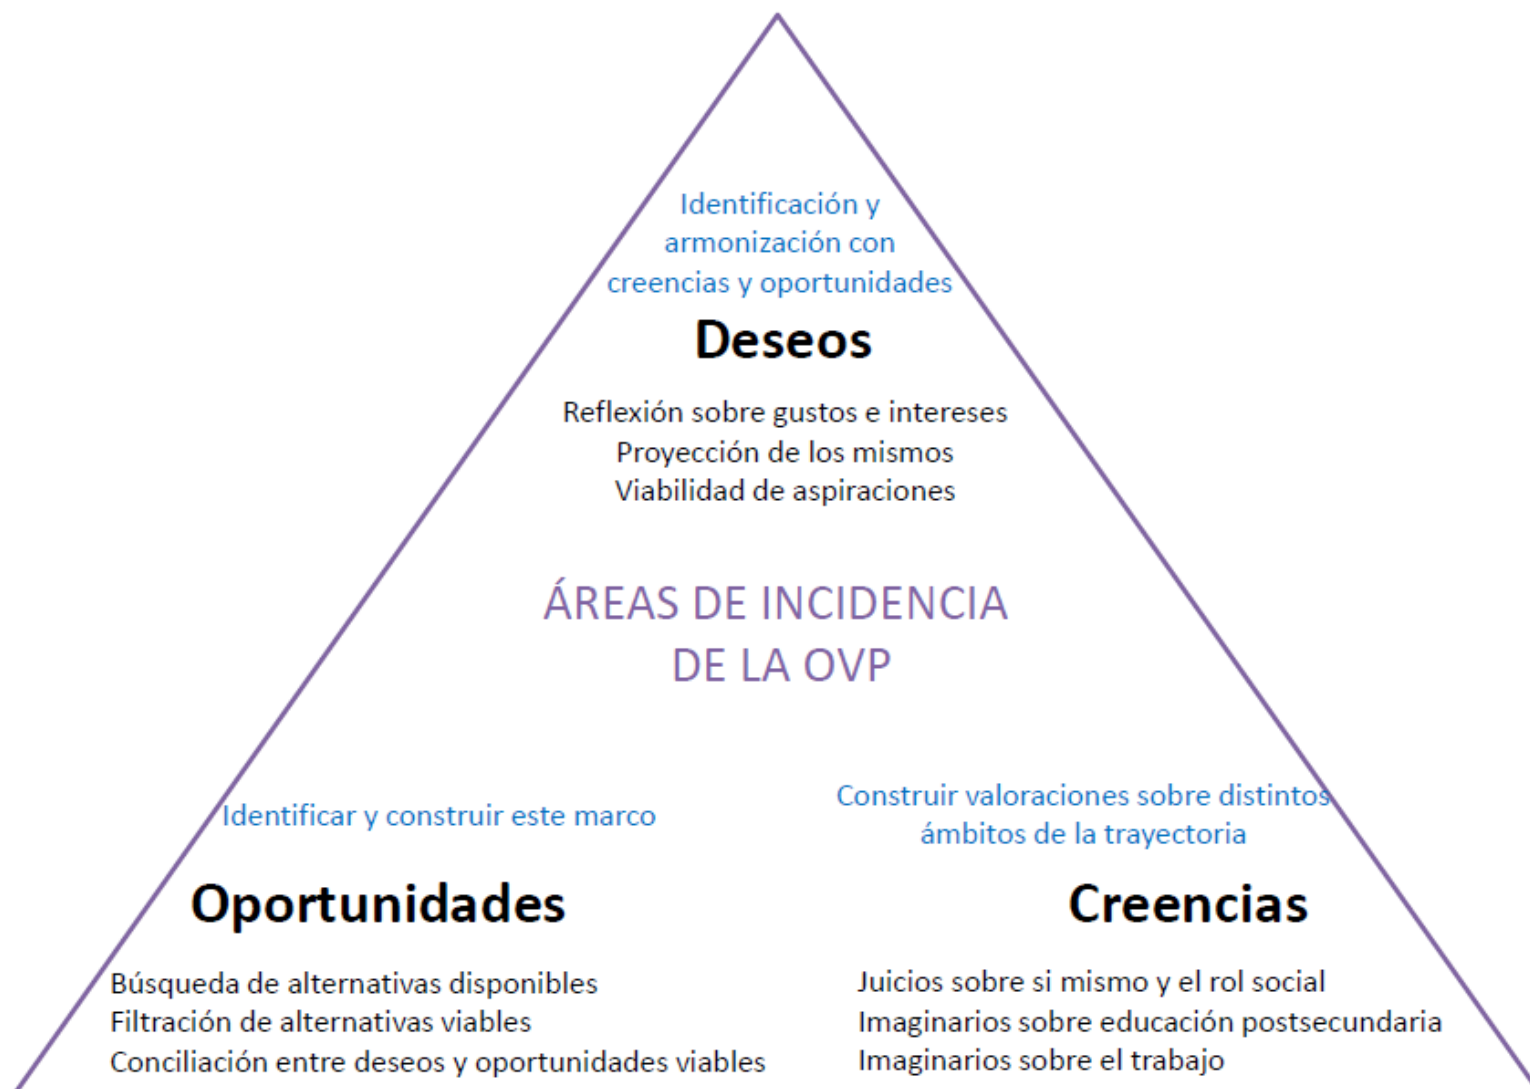 Identificación y
armonización con
creencias y oportunidades
Deseos
Reflexión sobre gustos e intereses
Proyección de los mismos
Viabilidad de aspiraciones
ÁREAS DE INCIDENCIA
DE LA OVP
Identificar y construir este marco
Oportunidades
Búsqueda de alternativas disponibles
Filtración de alternativas viables
Conciliación entre deseos y oportunidades viables
Construir valoraciones sobre distintos
ámbitos de la trayectoria
Creencias
Juicios sobre si mismo y el rol social
Imaginarios sobre educación postsecundaria
Imaginarios sobre el trabajo